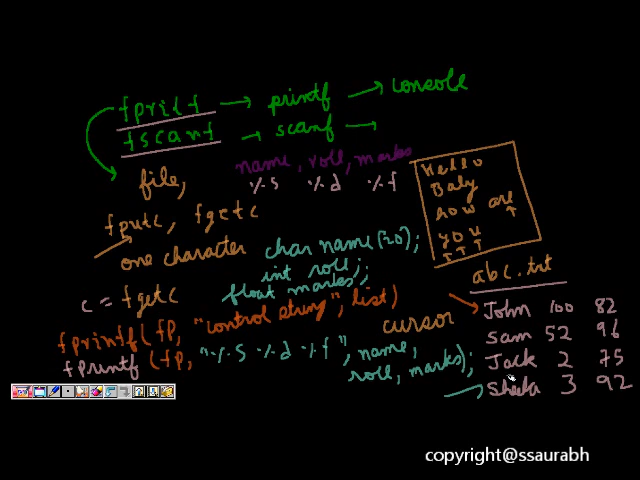 fprilf → printf → console
fscanf → scanf →
name, roll, marks
file, %s %d %f
fputc, fgetc
one character
char name[20];
int roll;
float marks;
c = fgetc
fprintf(fp, "control string", list)
fprintf (fp, "%s %d %f", name,
roll, marks);
Hello
Baby
how are
you
abc.txt
cursor
John 100 82
Sam 52 96
Jack 2 75
Sheela 3 92
copyright@ssaurabh